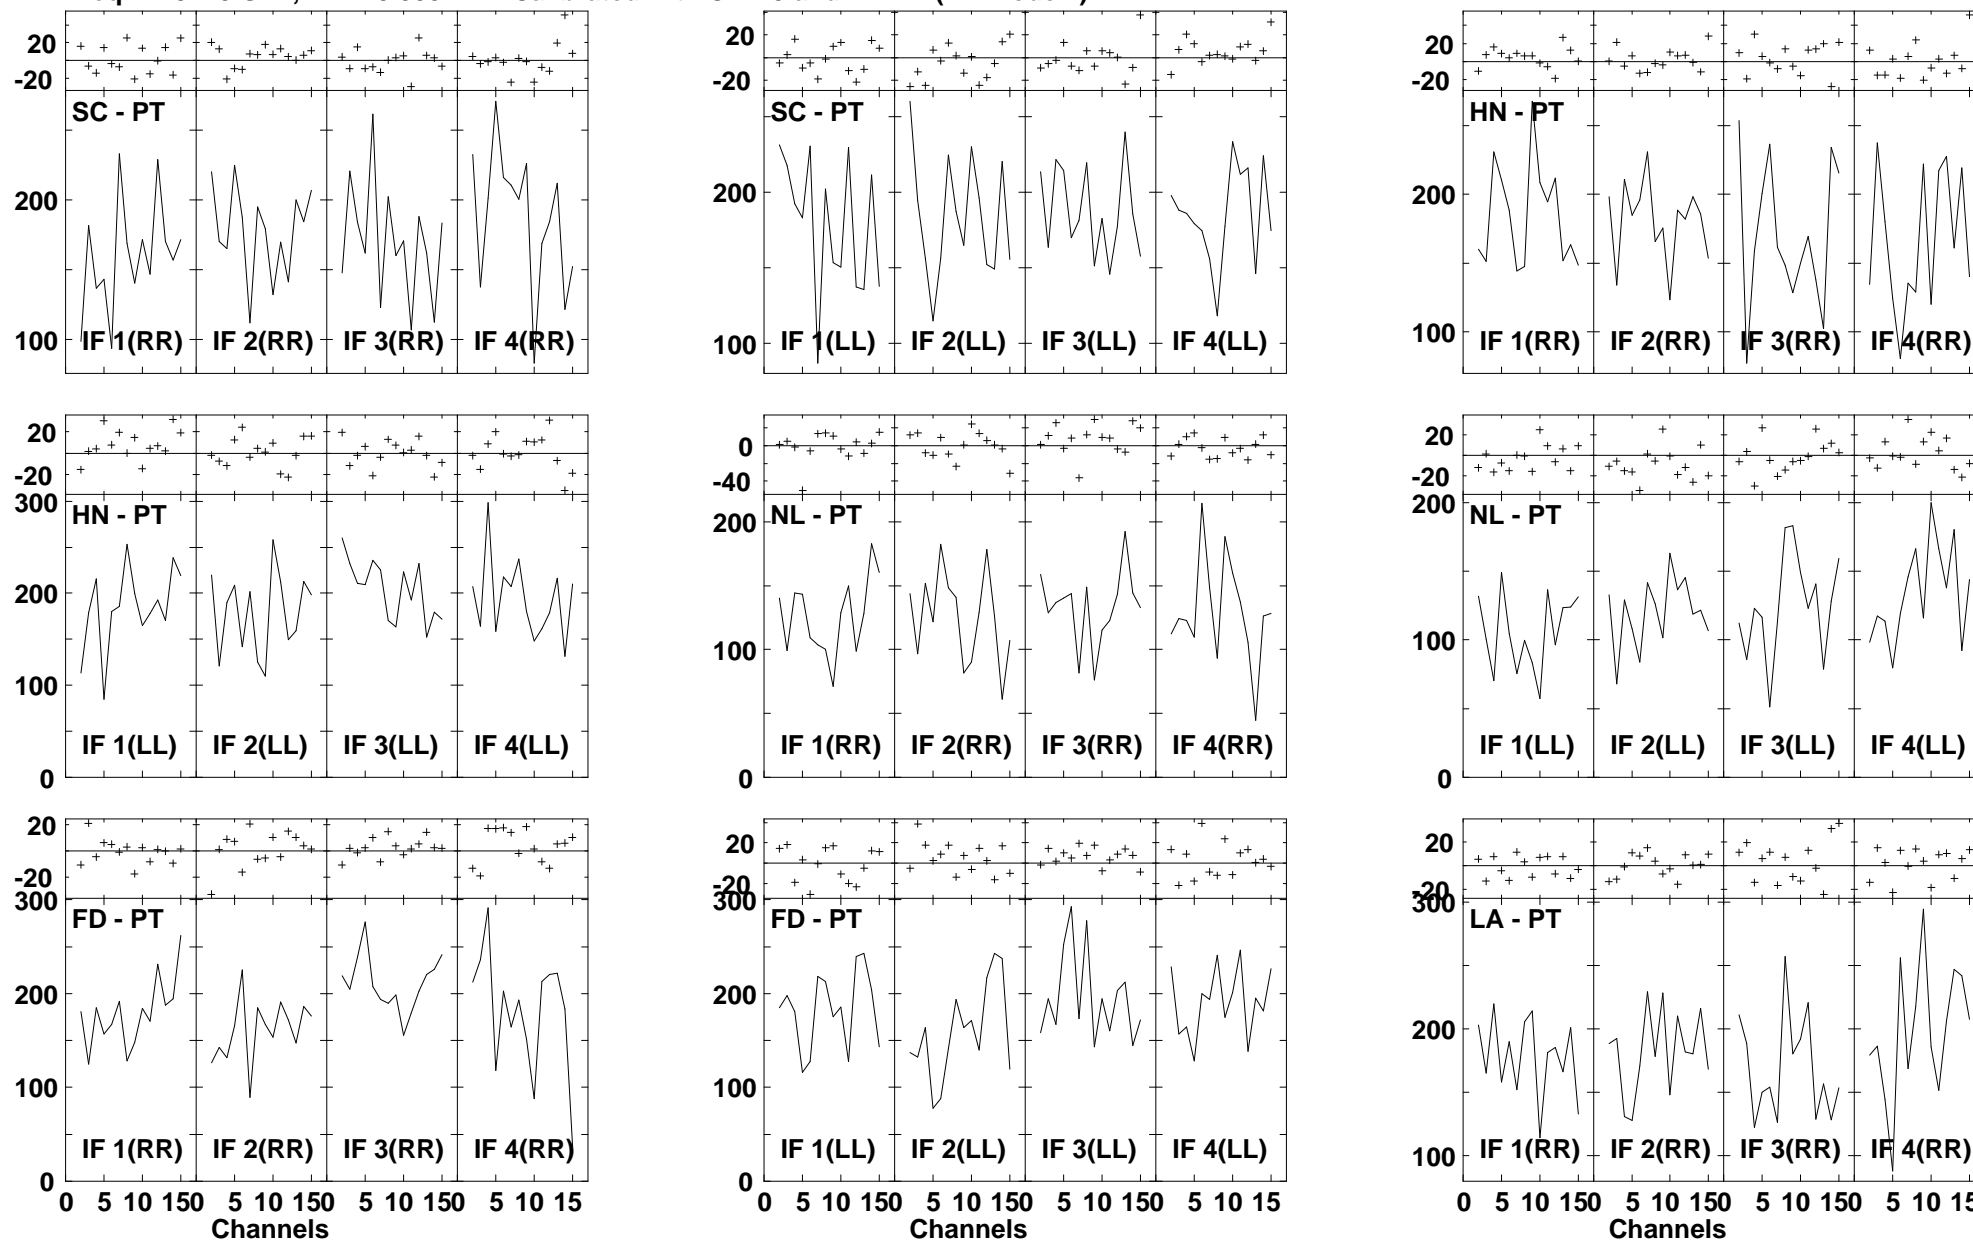 20 20 20
-20 -20 -20
SC - PT SC - PT HN - PT
200 200 200
100 100 100
IF 1(RR) IF 2(RR) IF 3(RR) IF 4(RR) IF 1(LL) IF 2(LL) IF 3(LL) IF 4(LL) IF 1(RR) IF 2(RR) IF 3(RR) IF 4(RR)
20 0 20
-20 -40 -20
300 200 200
HN - PT NL - PT NL - PT
200
100 100 100
IF 1(LL) IF 2(LL) IF 3(LL) IF 4(LL) IF 1(RR) IF 2(RR) IF 3(RR) IF 4(RR) IF 1(LL) IF 2(LL) IF 3(LL) IF 4(LL)
0 0 0
20 20 20
-20 -20 -20
300 300 300
FD - PT FD - PT LA - PT
200 200 200
100 100 100
IF 1(RR) IF 2(RR) IF 3(RR) IF 4(RR) IF 1(LL) IF 2(LL) IF 3(LL) IF 4(LL) IF 1(RR) IF 2(RR) IF 3(RR) IF 4(RR)
0 0
0 5 10 150 5 10 150 5 10 150 5 10 15 0 5 10 150 5 10 150 5 10 150 5 10 15 0 5 10 150 5 10 150 5 10 150 5 10 15
Channels Channels Channels